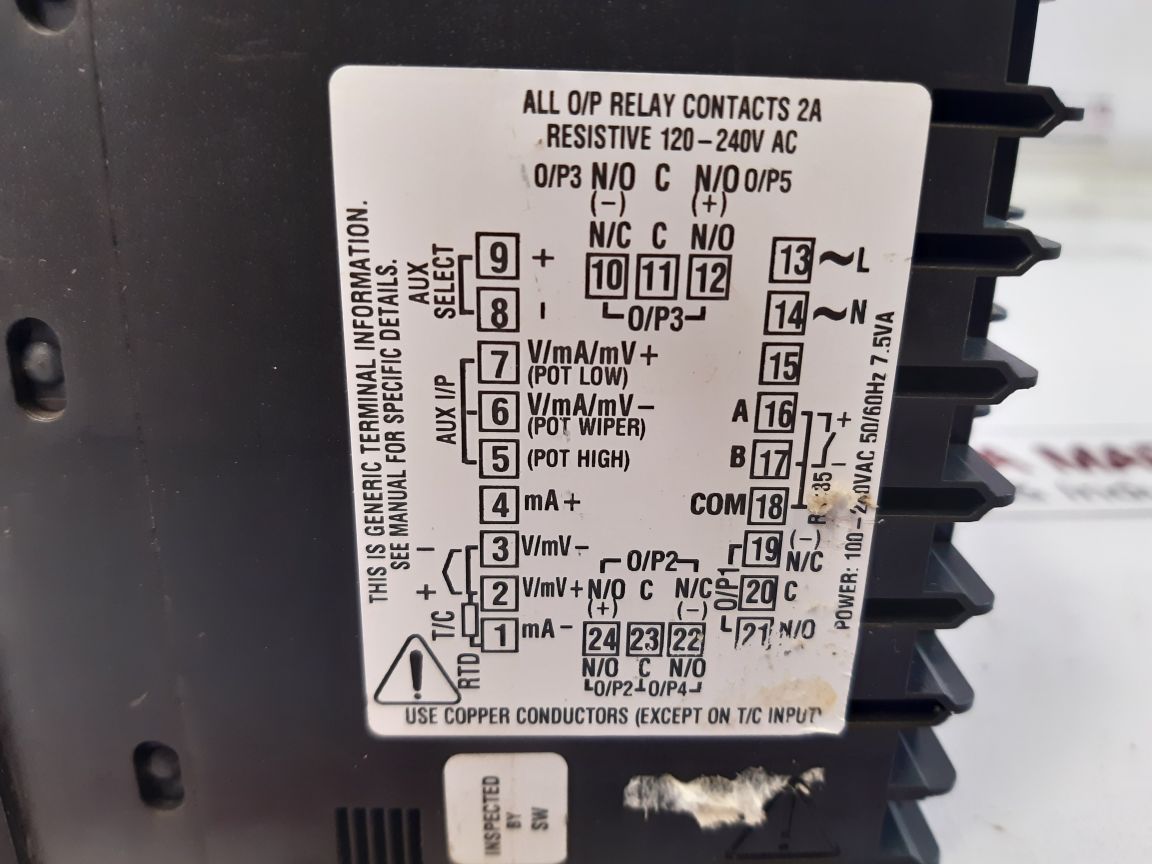 ALL O/P RELAY CONTACTS 2A
RESISTIVE 120-240V AC
O/P3 N/O C N/O O/P5
(-) (+)
N/C C N/O
10 11 12
O/P3
THIS IS GENERIC TERMINAL INFORMATION.
SEE MANUAL FOR SPECIFIC DETAILS.
AUX
SELECT
9 +
8 -
AUX I/P
7 V/mA/mV+
(POT LOW)
6 V/mA/mV-
(POT WIPER)
5 (POT HIGH)
4 mA+
- 3 V/mV-
+ 2 V/mV+
T/C
1 mA-
RTD
O/P2
N/O C N/C
(+) (-)
24 23 22
N/O C N/O
O/P2 O/P4
13 ~L
14 ~N
15
A 16 +
B 17 -
COM 18
O/P1
19 (-)
N/C
20 C
21 N/O
50/60Hz 7.5VA
POWER:
USE COPPER CONDUCTORS (EXCEPT ON T/C INPUT)
INSPECTED
BY
SW